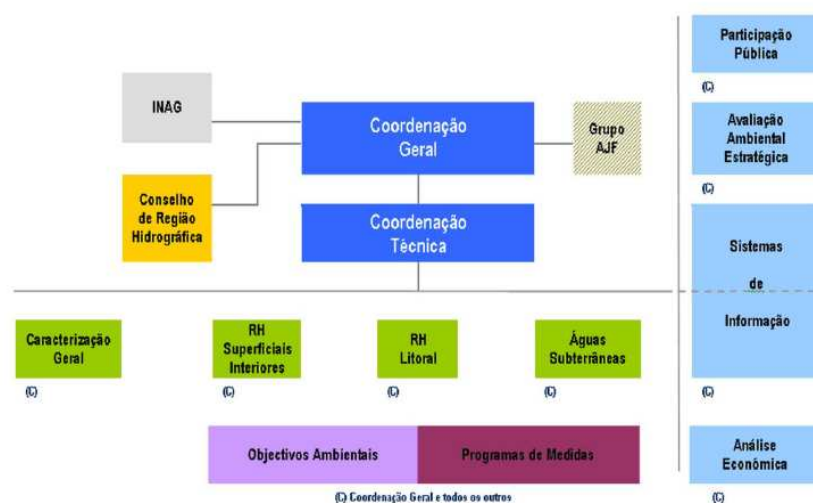 Participação
Pública
(C)
INAG
Coordenação
Geral
Grupo
AJF
Avaliação
Ambiental
Estratégica
(C)
Conselho
de Região
Hidrográfica
Coordenação
Técnica
Sistemas
de
Informação
(C)
Caracterização
Geral
(C)
RH
Superficiais
Interiores
(C)
RH
Litoral
(C)
Águas
Subterrâneas
(C)
Objectivos Ambientais
Programas de Medidas
Análise
Económica
(C)
(C) Coordenação Geral e todos os outros